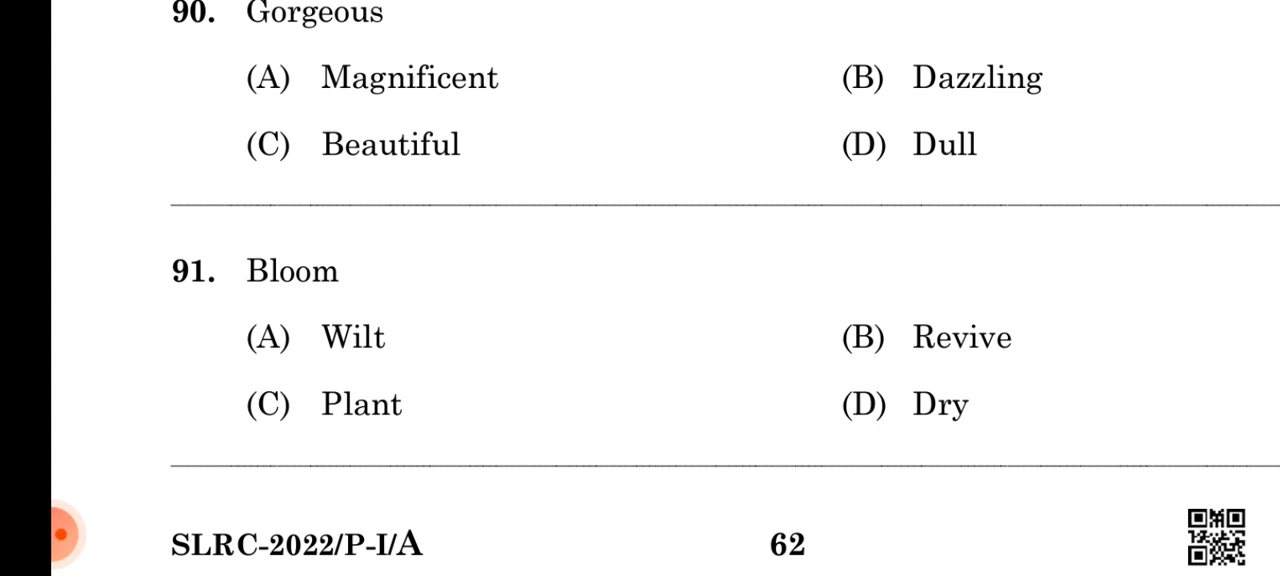 90. Gorgeous
(A) Magnificent (B) Dazzling
(C) Beautiful (D) Dull
91. Bloom
(A) Wilt (B) Revive
(C) Plant (D) Dry
SLRC-2022/P-I/A 62